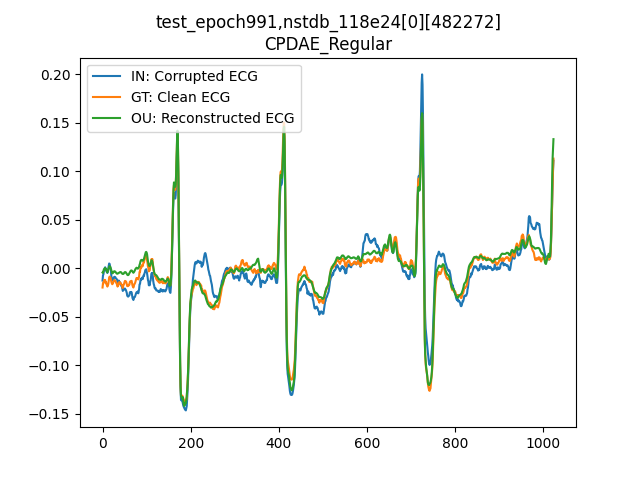 test_epoch991,nstdb_118e24[0][482272]
CPDAE_Regular
IN: Corrupted ECG
GT: Clean ECG
OU: Reconstructed ECG
0.20
0.15
0.10
0.05
0.00
−0.05
−0.10
−0.15
0
200
400
600
800
1000